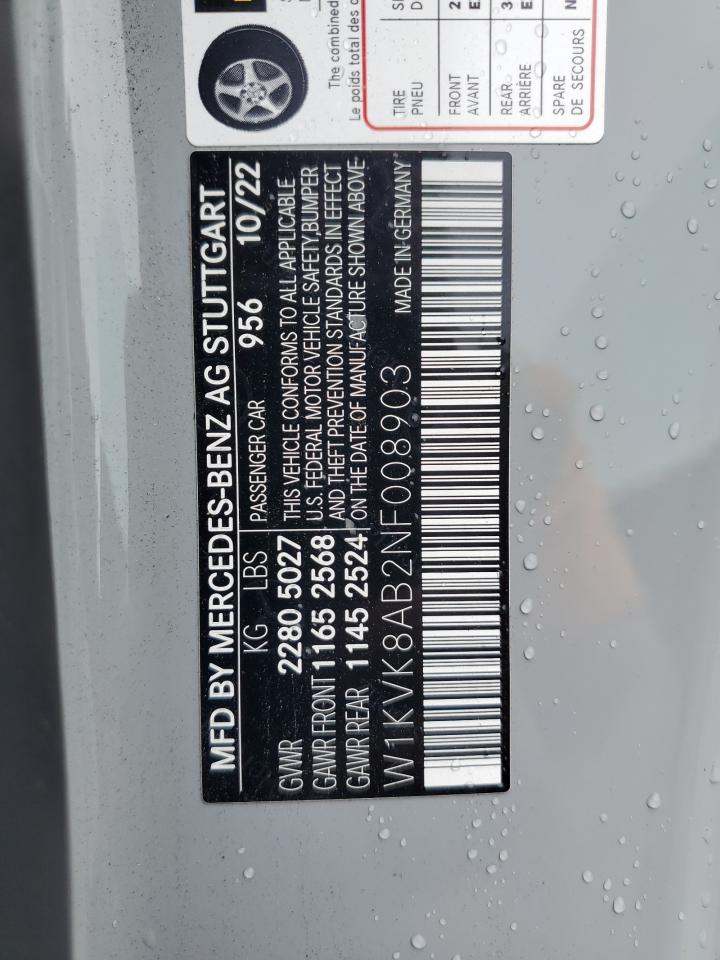 The combined
Le poids total des
TIRE
PNEU
FRONT
AVANT
REAR
ARRIÈRE
SPARE
DE SECOURS
MFD BY MERCEDES-BENZ AG STUTTGART
KG LBS PASSENGER CAR 956 10/22
GVWR 2280 5027
GAWR FRONT 1165 2568
GAWR REAR 1145 2524
THIS VEHICLE CONFORMS TO ALL APPLICABLE
U.S. FEDERAL MOTOR VEHICLE SAFETY,BUMPER
AND THEFT PREVENTION STANDARDS IN EFFECT
ON THE DATE OF MANUFACTURE SHOWN ABOVE
W1KVK8AB2NF008903 MADE IN GERMANY